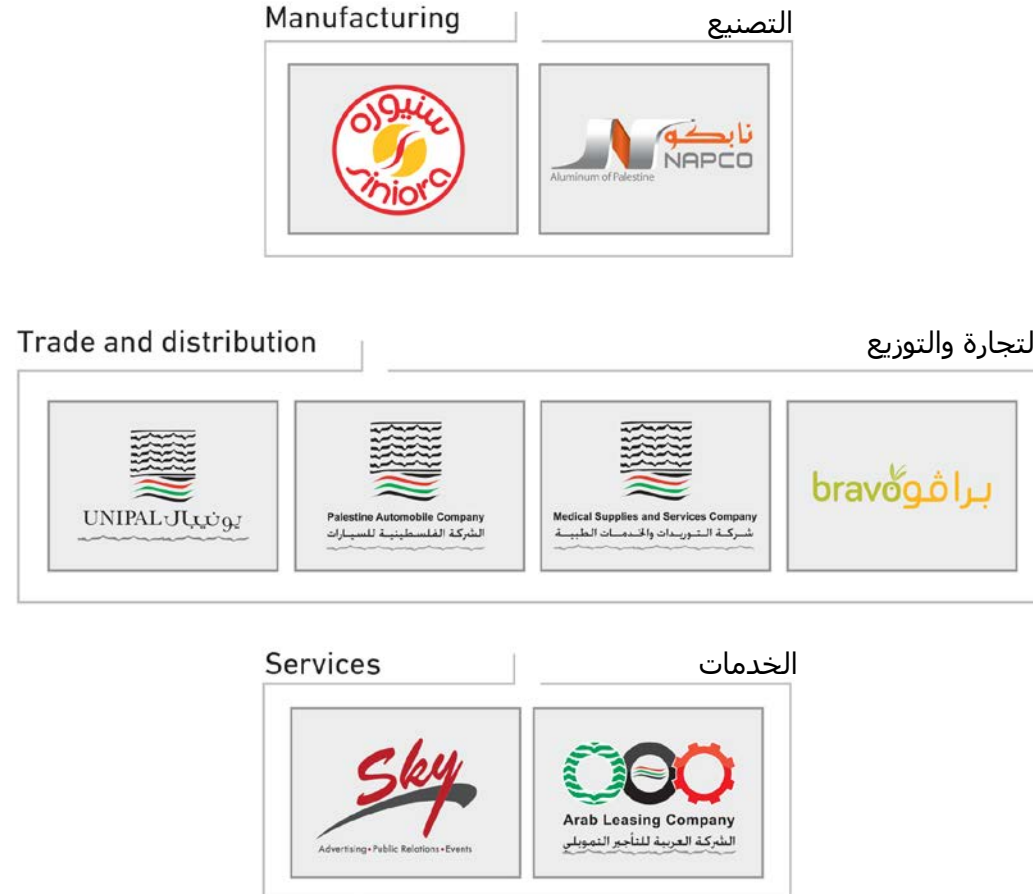 Manufacturing
التصنيع
سنيوره
siniora
نابكو
NAPCO
Aluminum of Palestine
Trade and distribution
لتجارة والتوزيع
UNIPAL يونيبال
Palestine Automobile Company
الشركة الفلسطينية للسيارات
Medical Supplies and Services Company
شركة التوريدات والخدمات الطبية
bravo براڤو
Services
الخدمات
Sky
Advertising • Public Relations • Events
Arab Leasing Company
الشركة العربية للتأجير التمويلي